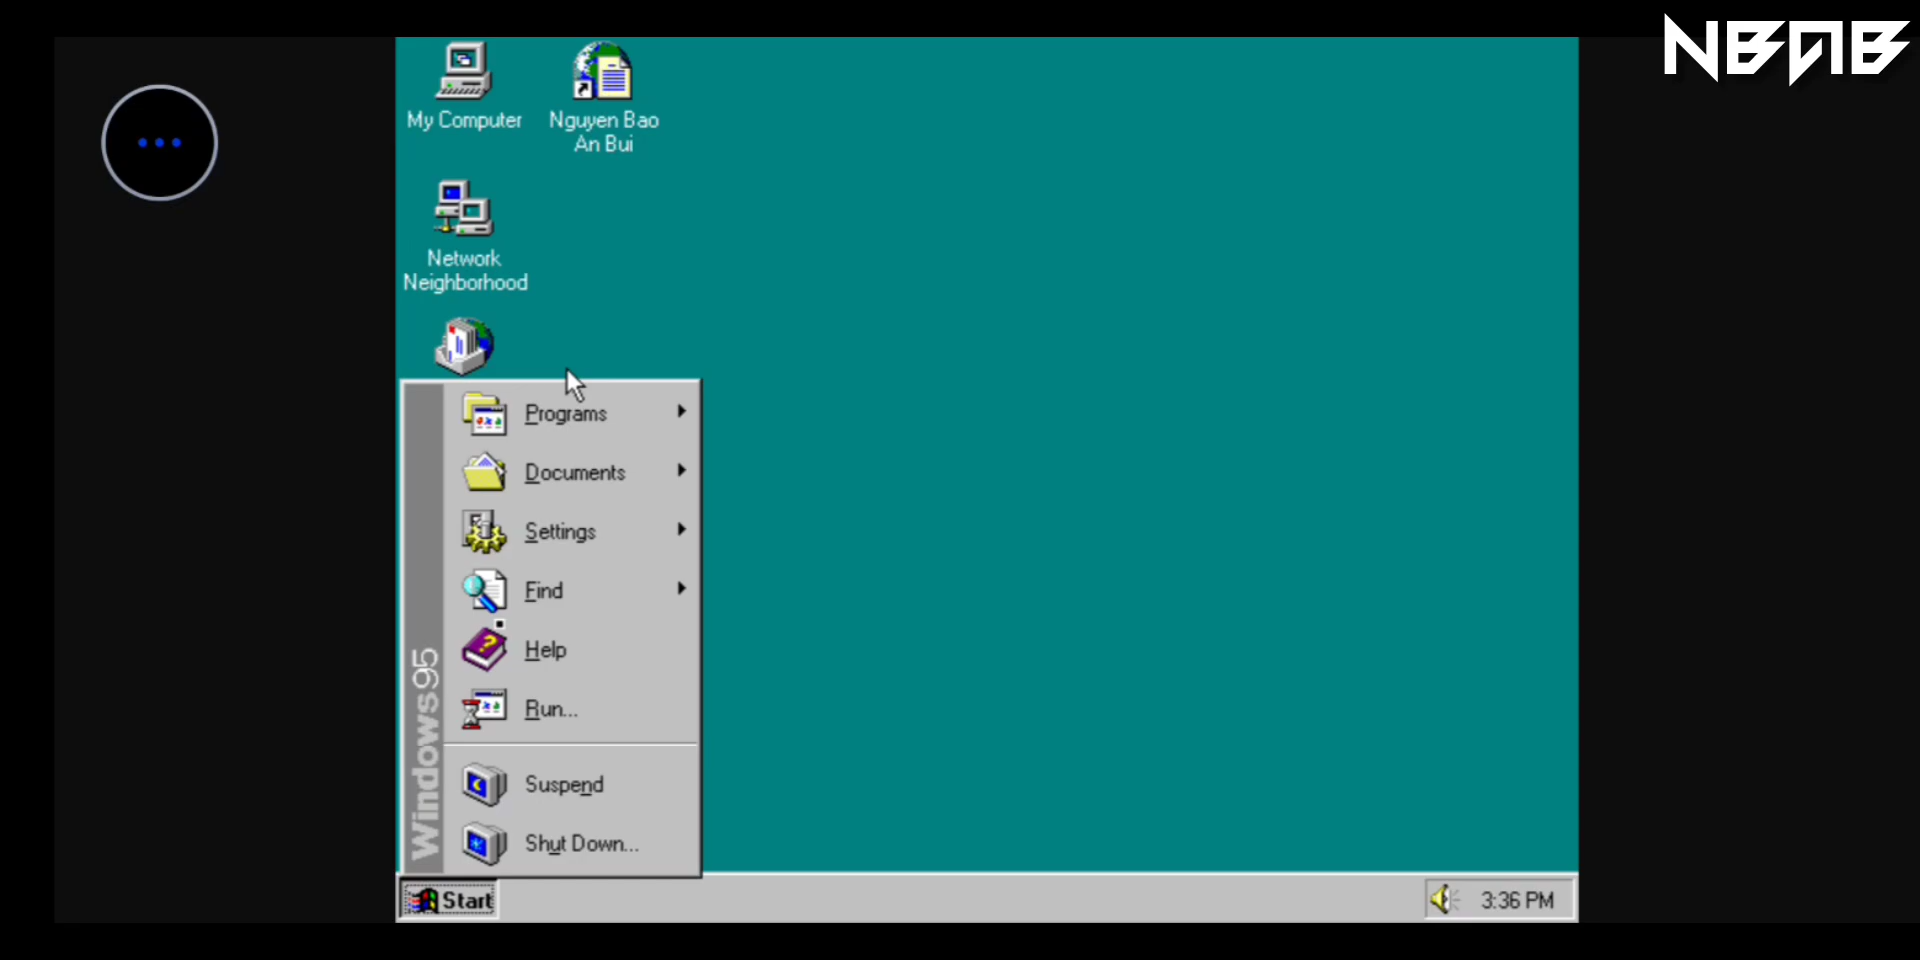 NBAB
My Computer
Nguyen Bao
An Bui
Network
Neighborhood
Programs
Documents
Settings
Find
Help
Run...
Suspend
Shut Down...
Windows95
Start
3:36 PM